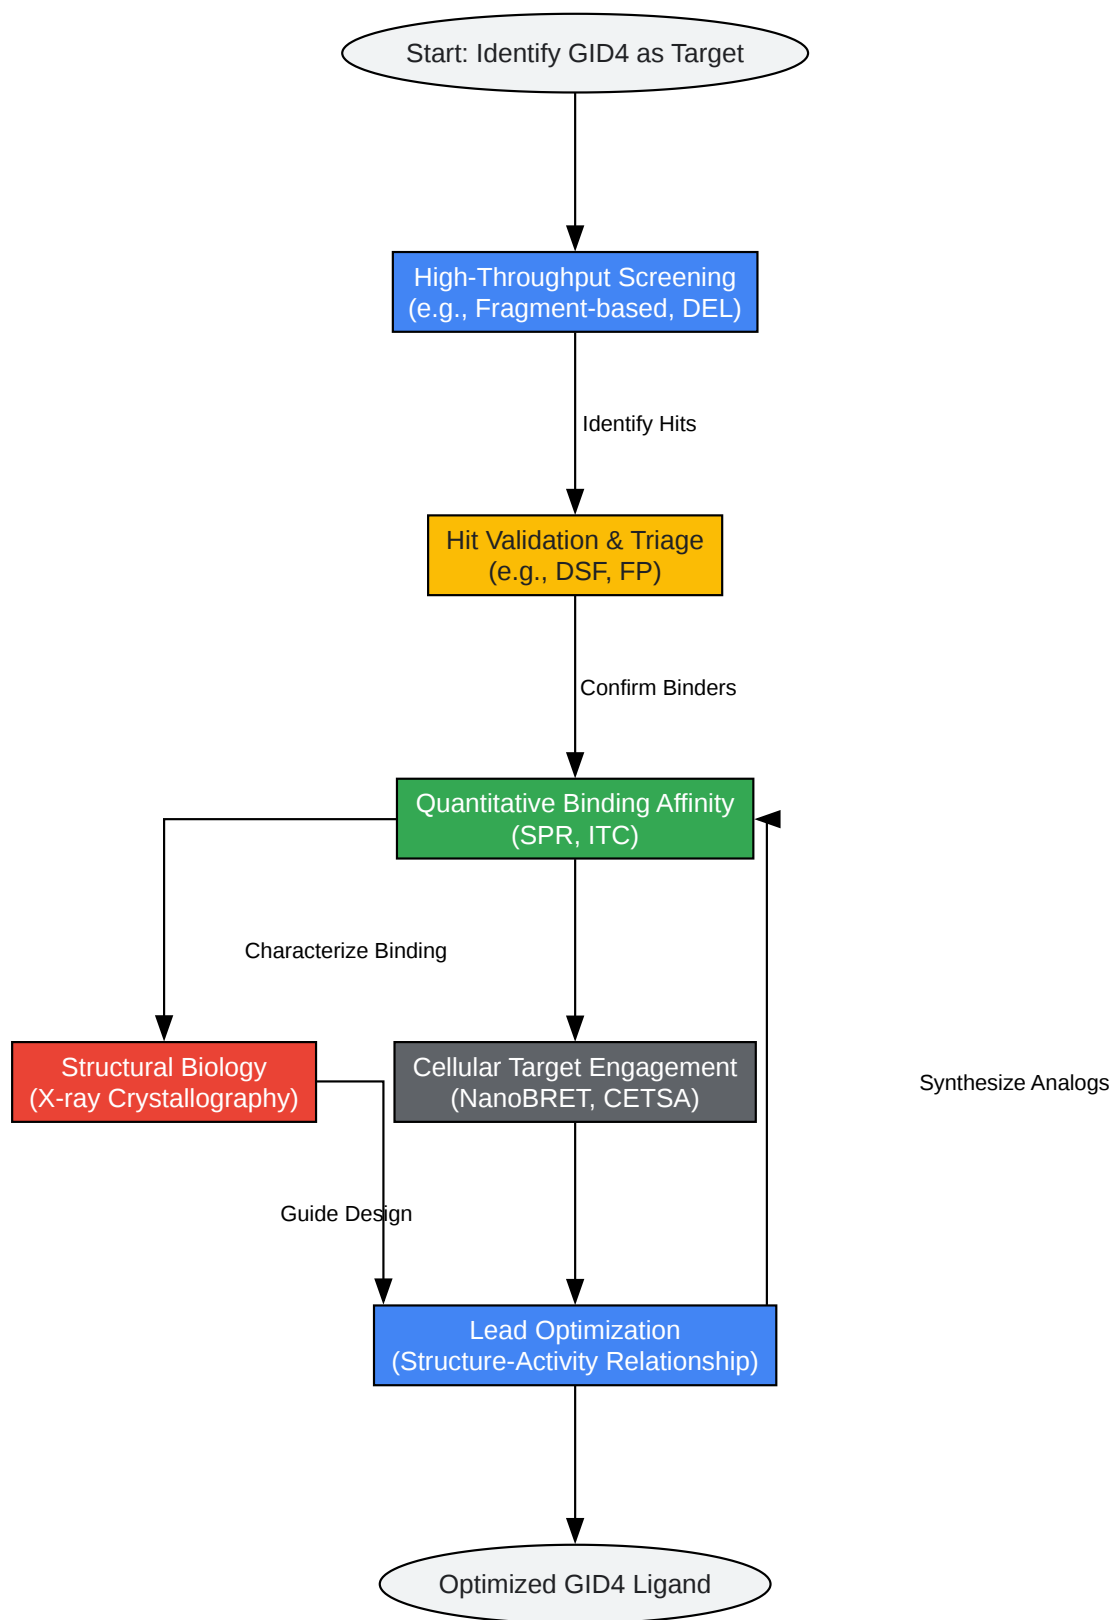 Start: Identify GID4 as Target
High-Throughput Screening
(e.g., Fragment-based, DEL)
Identify Hits
Hit Validation & Triage
(e.g., DSF, FP)
Confirm Binders
Quantitative Binding Affinity
(SPR, ITC)
Characterize Binding
Structural Biology
(X-ray Crystallography)
Cellular Target Engagement
(NanoBRET, CETSA)
Synthesize Analogs
Guide Design
Lead Optimization
(Structure-Activity Relationship)
Optimized GID4 Ligand